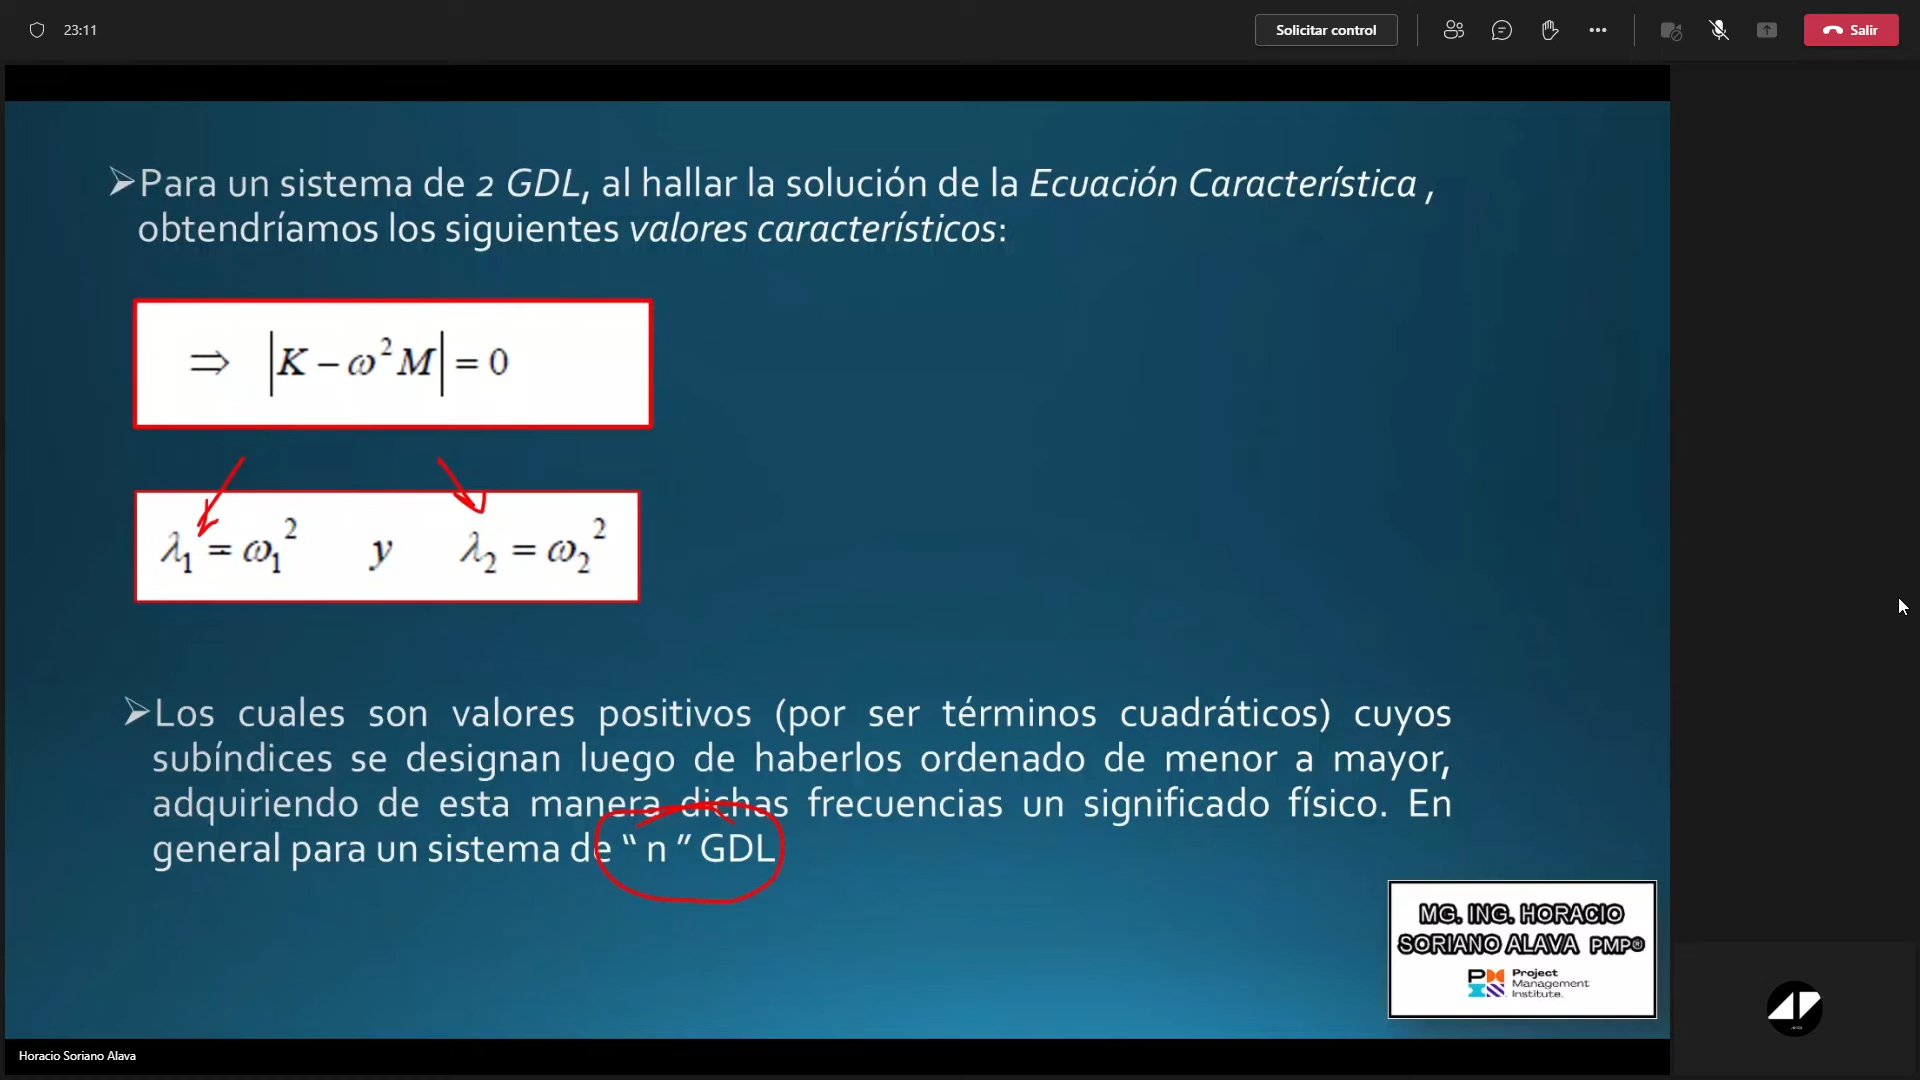 23:11
Solicitar control
Salir
➢Para un sistema de 2 GDL, al hallar la solución de la Ecuación Característica ,
obtendríamos los siguientes valores característicos:
⇒ |K − ω² M| = 0
λ₁ = ω₁² y λ₂ = ω₂²
➢Los cuales son valores positivos (por ser términos cuadráticos) cuyos
subíndices se designan luego de haberlos ordenado de menor a mayor,
adquiriendo de esta manera dichas frecuencias un significado físico. En
general para un sistema de “ n ” GDL
MG. ING. HORACIO
SORIANO ALAVA PMP®
Project
Management
Institute.
Horacio Soriano Alava